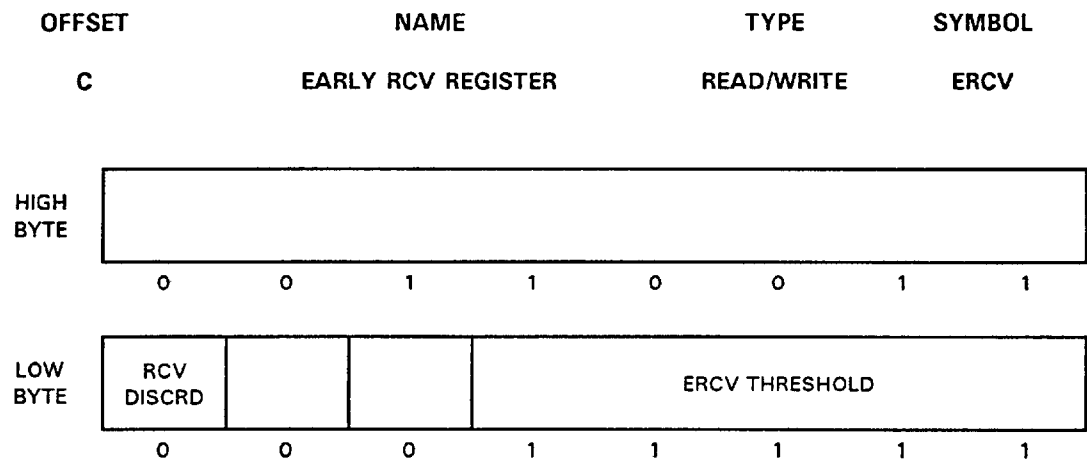 OFFSET NAME TYPE SYMBOL
C EARLY RCV REGISTER READ/WRITE ERCV
HIGH
BYTE
0 0 1 1 0 0 1 1
LOW
BYTE
RCV
DISCRD
ERCV THRESHOLD
0 0 0 1 1 1 1 1